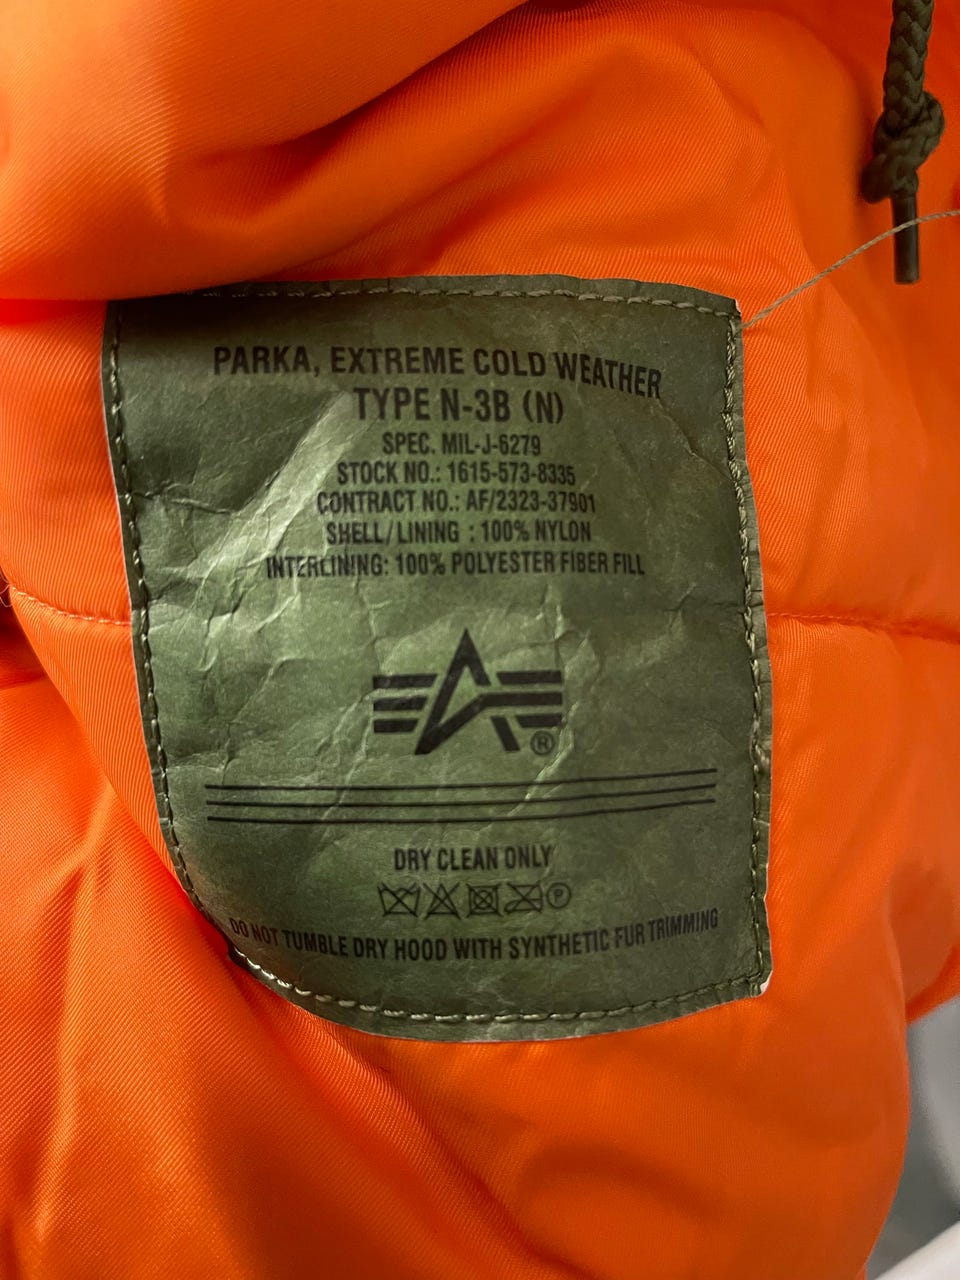 PARKA, EXTREME COLD WEATHER
TYPE N-3B (N)
SPEC. MIL-J-6279
STOCK NO.: 1615-573-8335
CONTRACT NO.: AF/2323-37901
SHELL/LINING : 100% NYLON
INTERLINING: 100% POLYESTER FIBER FILL
®
DRY CLEAN ONLY
P
DO NOT TUMBLE DRY HOOD WITH SYNTHETIC FUR TRIMMING